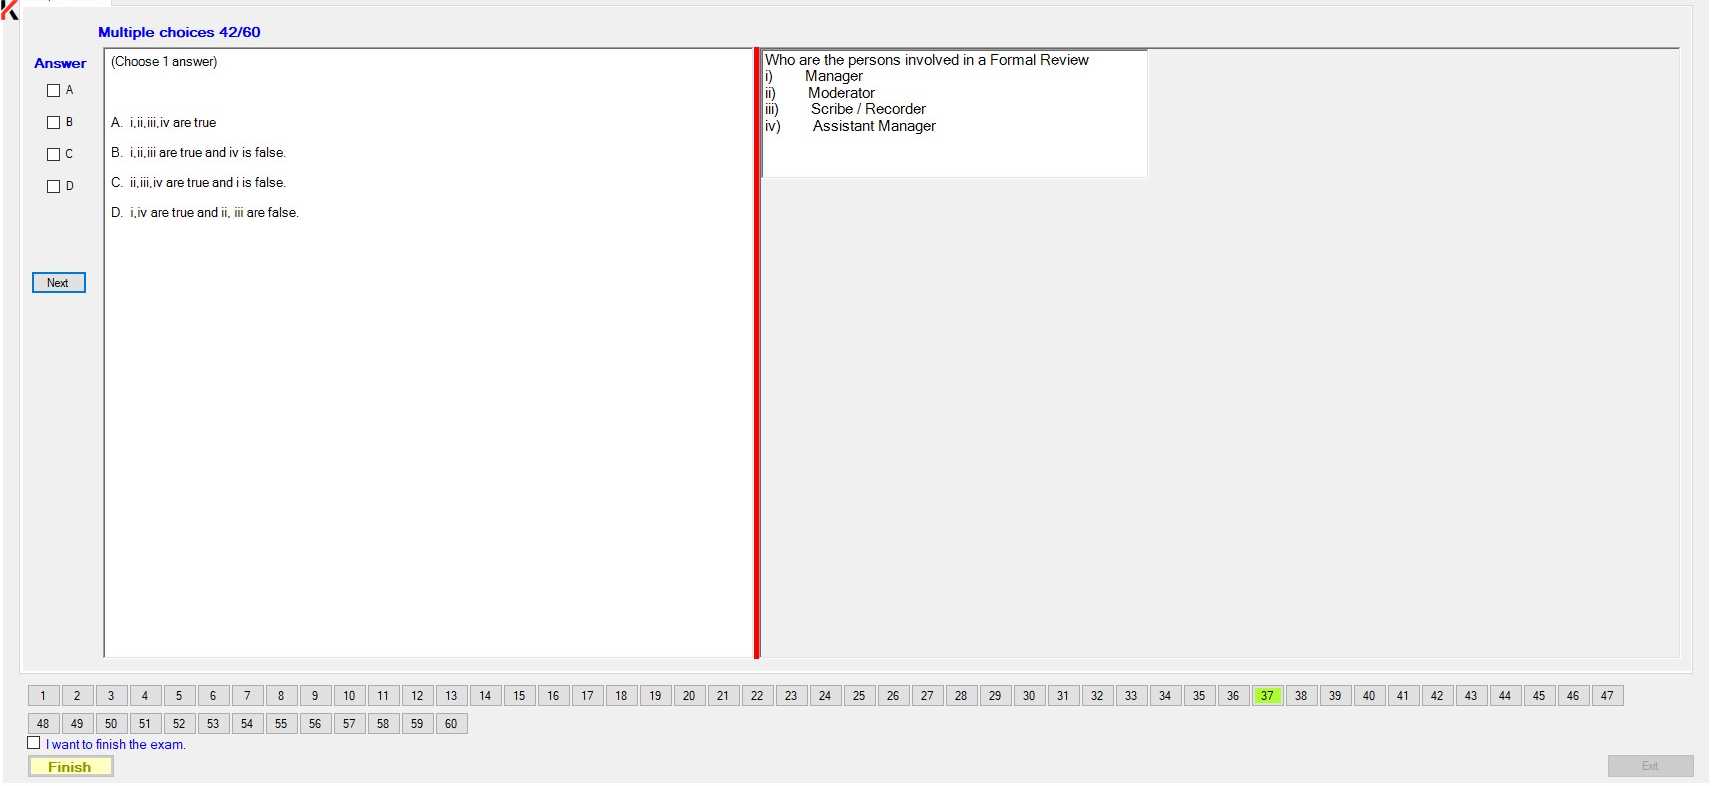 Multiple choices 42/60
Answer
A
B
C
D
Next
(Choose 1 answer)
A. i,ii,iii,iv are true
B. i,ii,iii are true and iv is false.
C. ii,iii,iv are true and i is false.
D. i,iv are true and ii, iii are false.
Who are the persons involved in a Formal Review
i) Manager
ii) Moderator
iii) Scribe / Recorder
iv) Assistant Manager
1 2 3 4 5 6 7 8 9 10 11 12 13 14 15 16 17 18 19 20 21 22 23 24 25 26 27 28 29 30 31 32 33 34 35 36 37 38 39 40 41 42 43 44 45 46 47
48 49 50 51 52 53 54 55 56 57 58 59 60
I want to finish the exam.
Finish
Exit